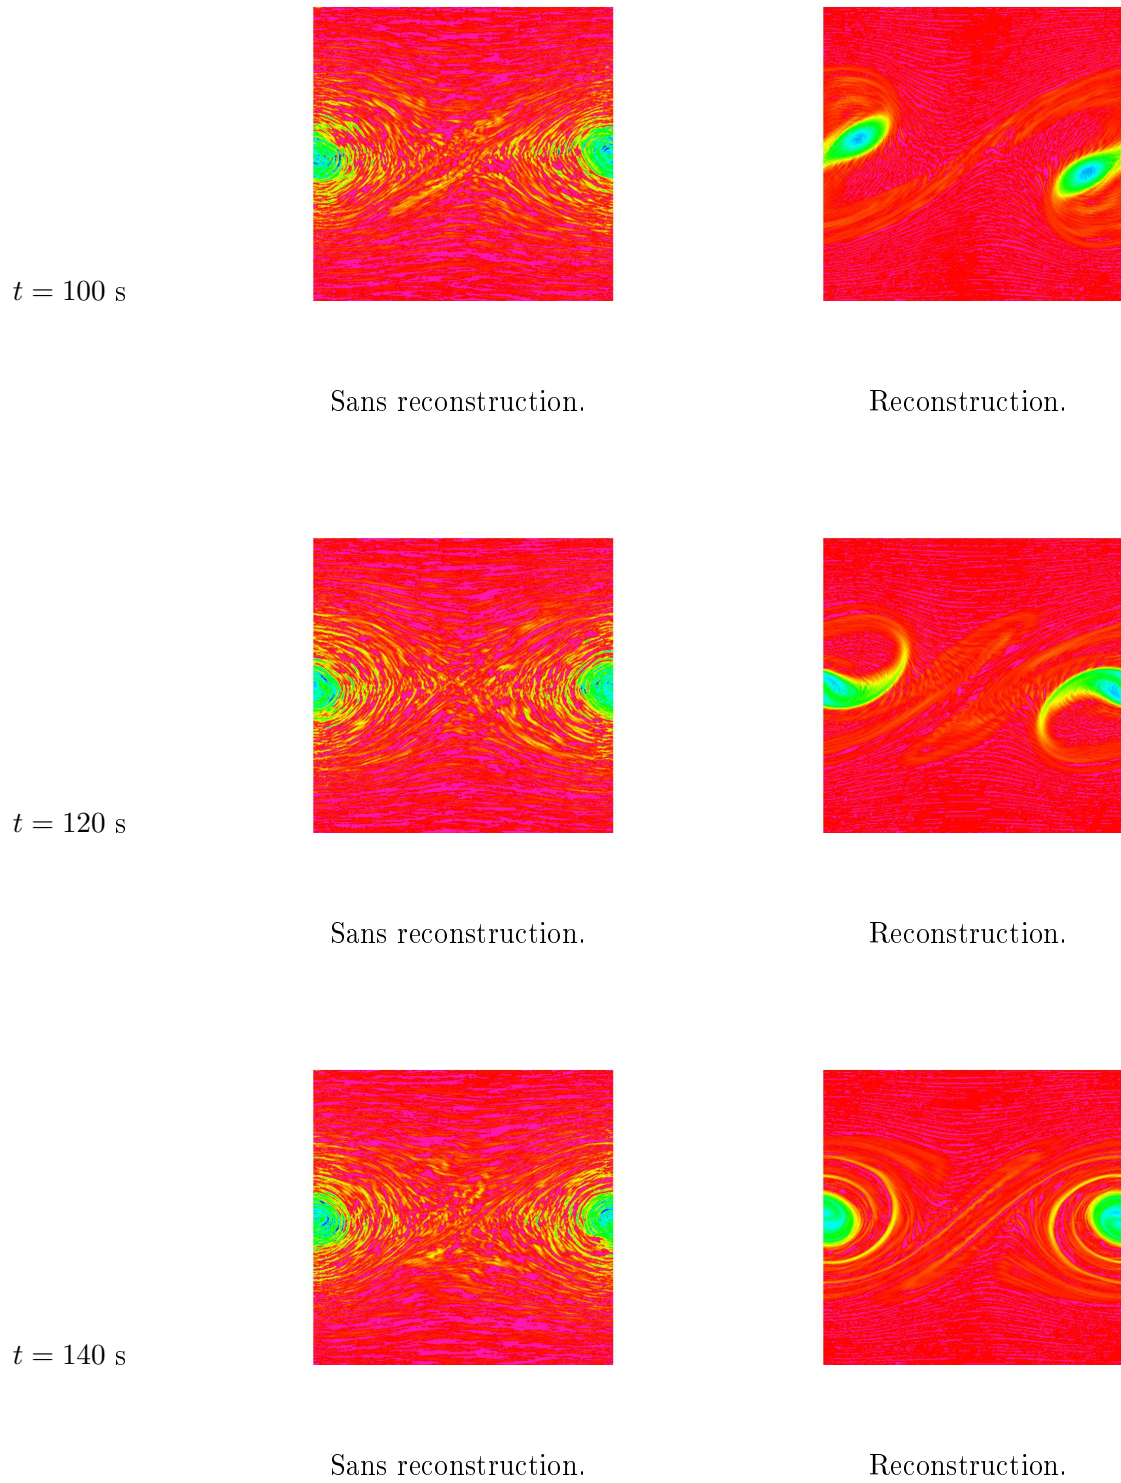 t = 100 s
Sans reconstruction. Reconstruction.
t = 120 s
Sans reconstruction. Reconstruction.
t = 140 s
Sans reconstruction. Reconstruction.